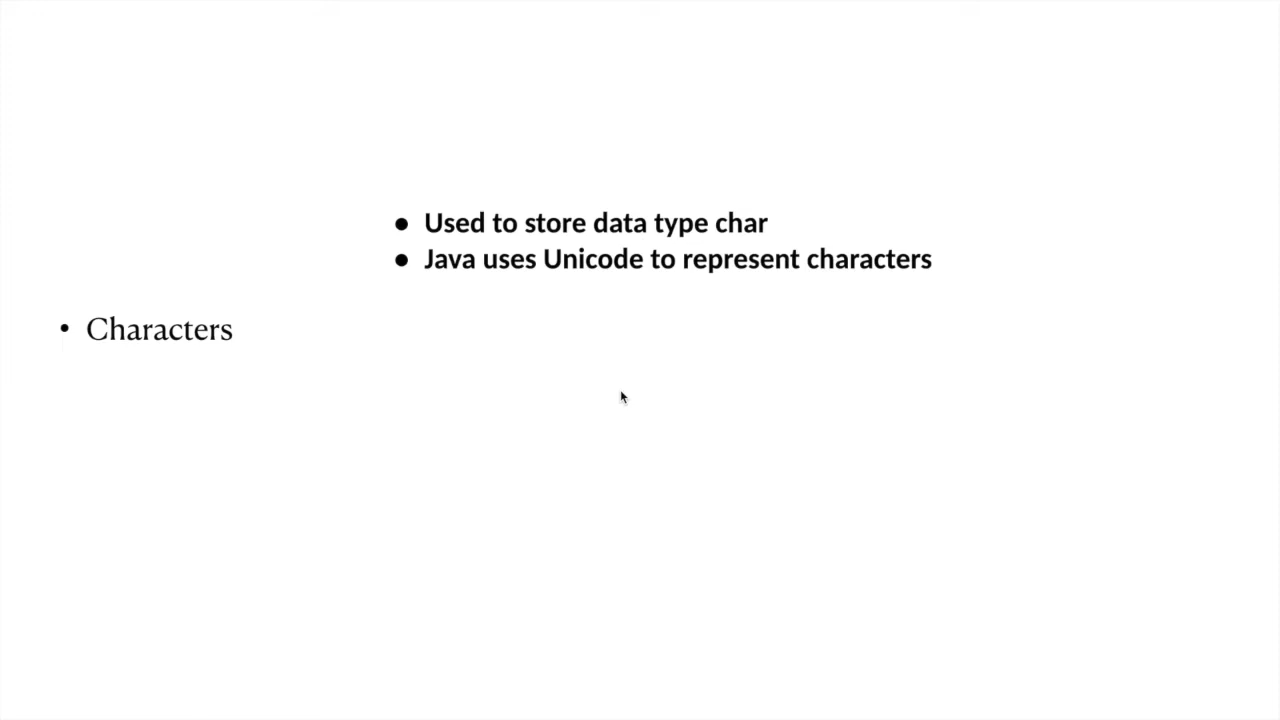 ● Used to store data type char
● Java uses Unicode to represent characters
• Characters